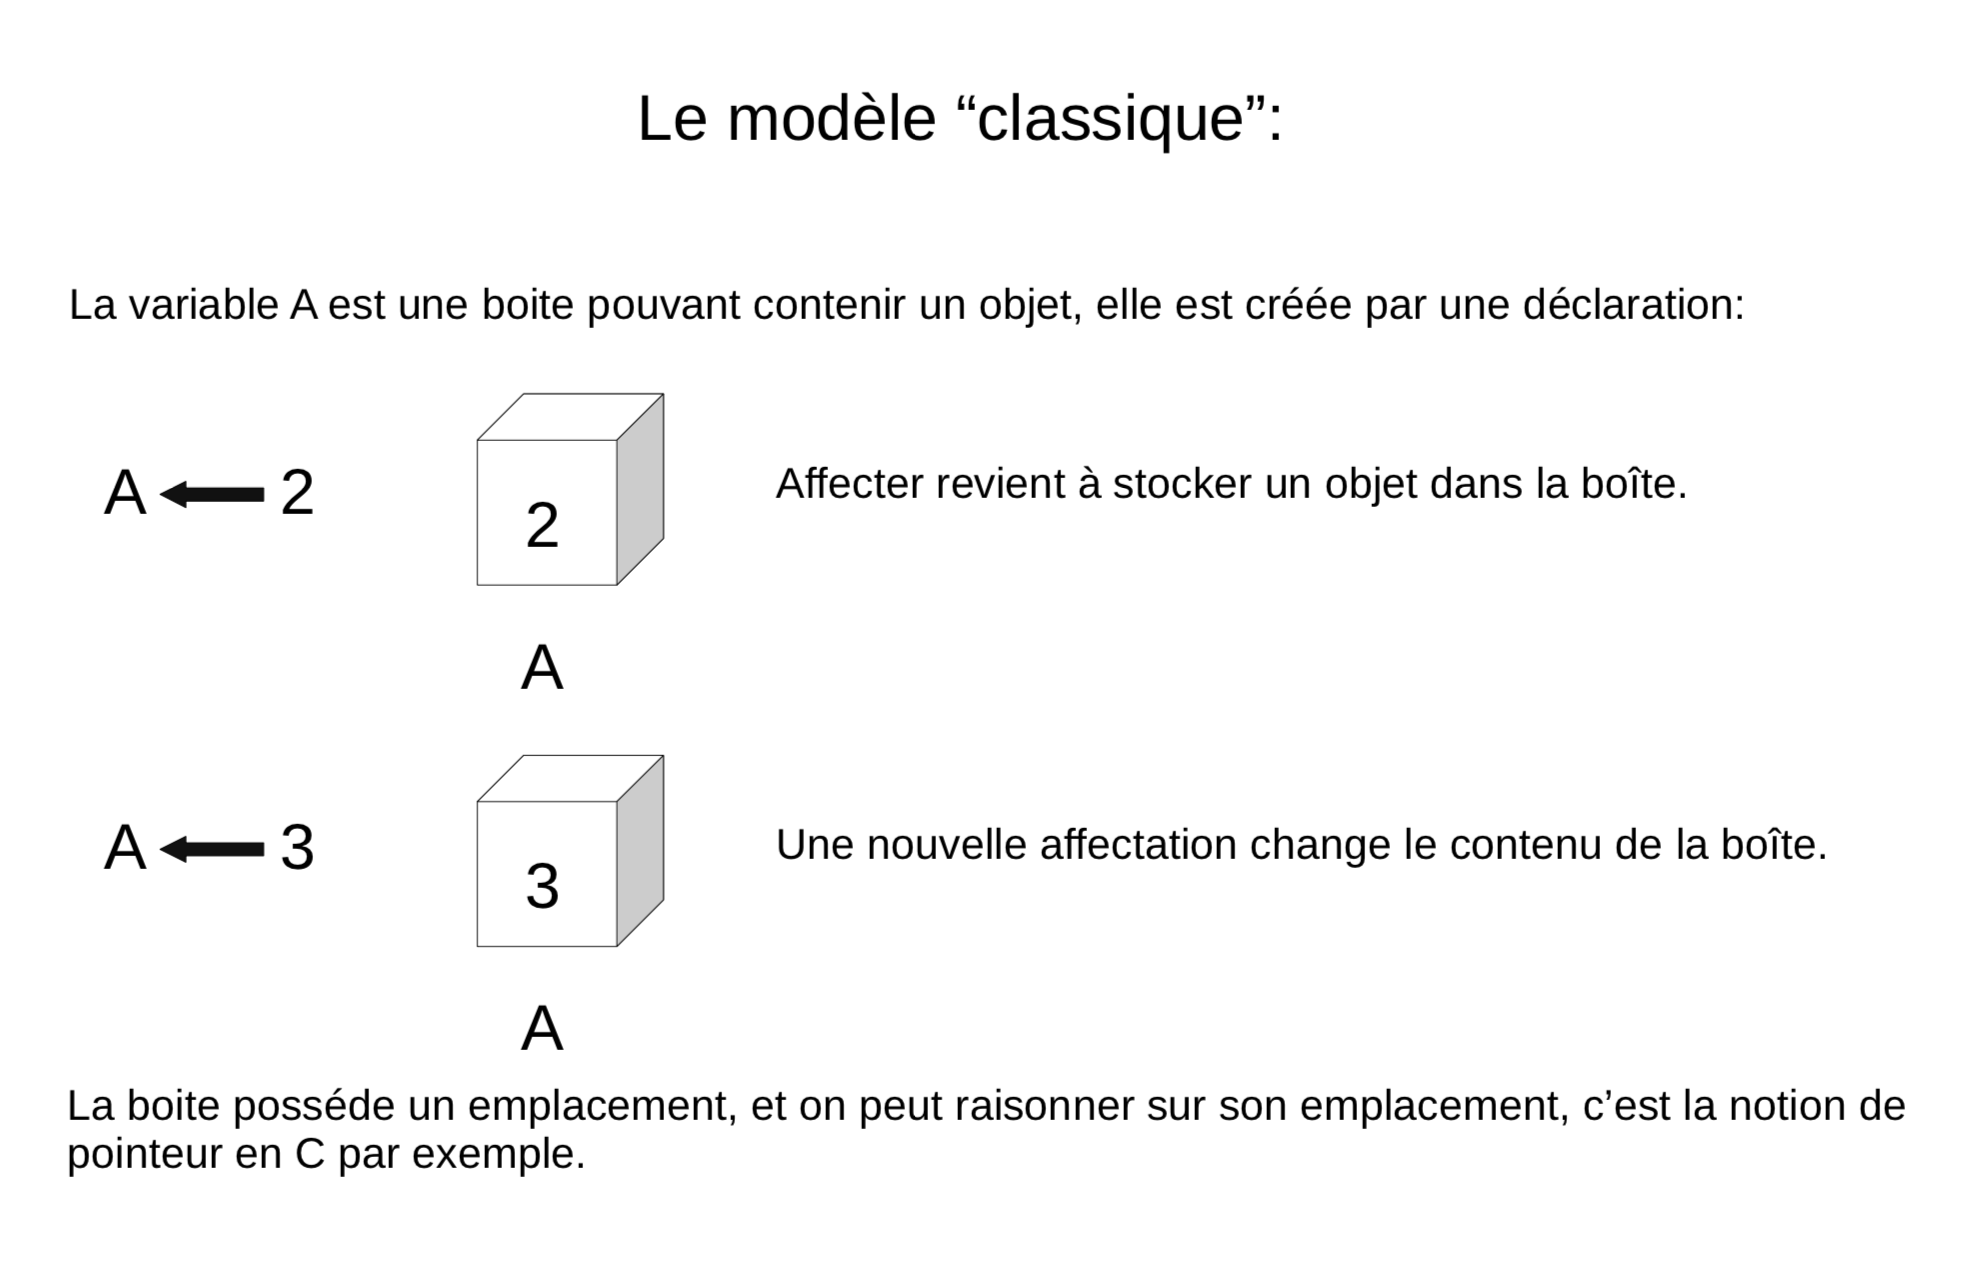 Le modèle “classique”:
La variable A est une boite pouvant contenir un objet, elle est créée par une déclaration:
A 2
2
Affecter revient à stocker un objet dans la boîte.
A
A 3
3
Une nouvelle affectation change le contenu de la boîte.
A
La boite posséde un emplacement, et on peut raisonner sur son emplacement, c’est la notion de
pointeur en C par exemple.